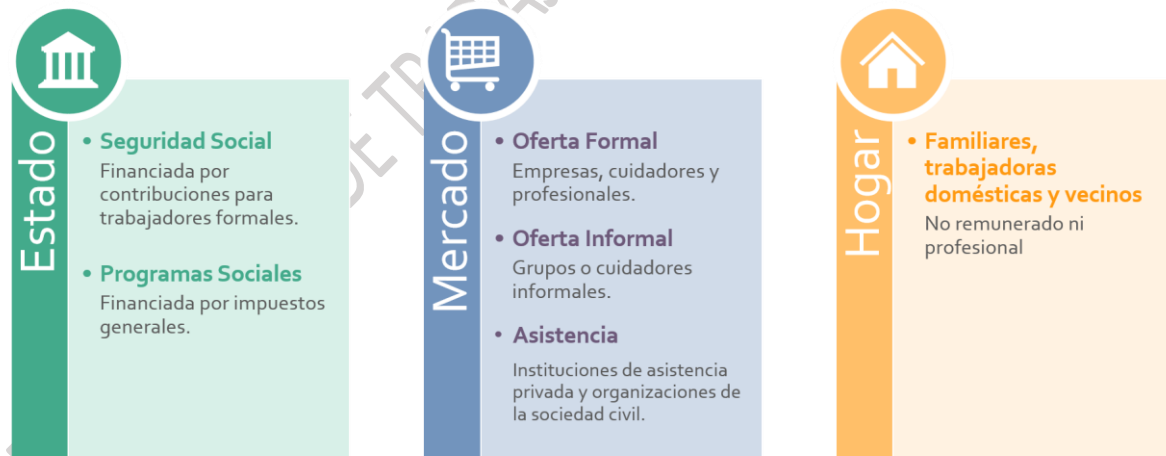 Estado
• Seguridad Social
Financiada por
contribuciones para
trabajadores formales.
• Programas Sociales
Financiada por impuestos
generales.
Mercado
• Oferta Formal
Empresas, cuidadores y
profesionales.
• Oferta Informal
Grupos o cuidadores
informales.
• Asistencia
Instituciones de asistencia
privada y organizaciones de
la sociedad civil.
Hogar
• Familiares,
trabajadoras
domésticas y vecinos
No remunerado ni
profesional
DE